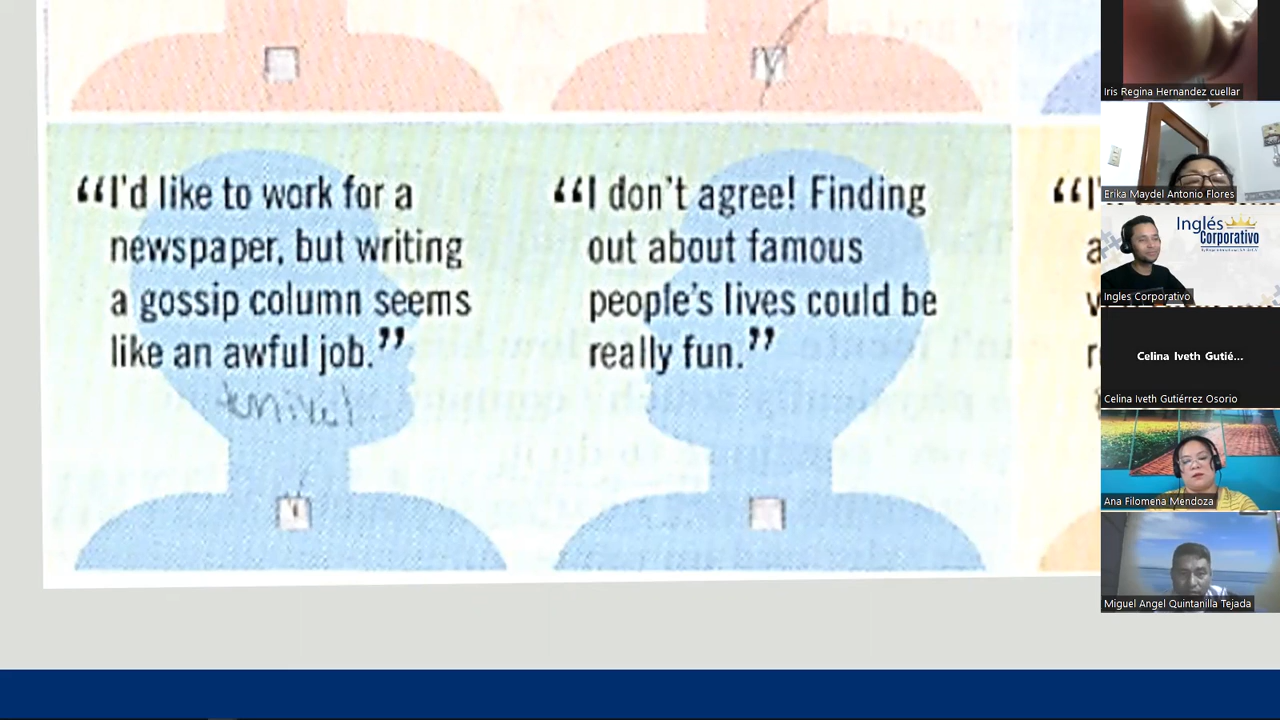 “I'd like to work for a
newspaper, but writing
a gossip column seems
like an awful job.”
“I don't agree! Finding
out about famous
people's lives could be
really fun.”
Iris Regina Hernandez cuellar
Erika Maydel Antonio Flores
Inglés
Corporativo
Ingles Corporativo
Celina Iveth Gutié...
Celina Iveth Gutiérrez Osorio
Ana Filomena Mendoza
Miguel Angel Quintanilla Tejada